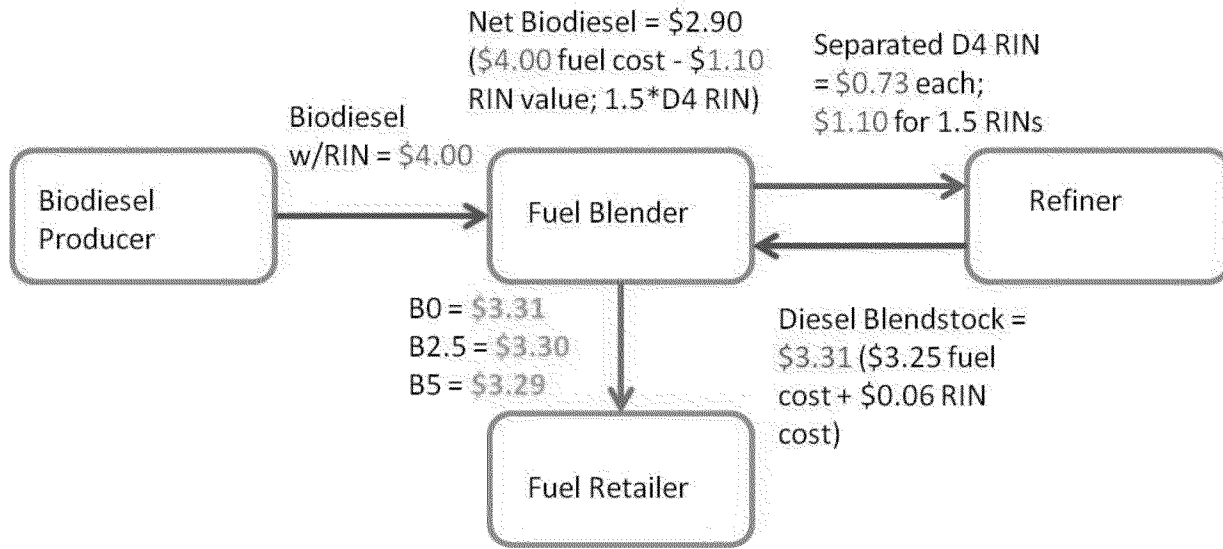 Net Biodiesel = $2.90
($4.00 fuel cost - $1.10
RIN value; 1.5*D4 RIN)
Separated D4 RIN
= $0.73 each;
$1.10 for 1.5 RINs
Biodiesel
w/RIN = $4.00
Biodiesel
Producer
Fuel Blender
Refiner
B0 = $3.31
B2.5 = $3.30
B5 = $3.29
Diesel Blendstock =
$3.31 ($3.25 fuel
cost + $0.06 RIN
cost)
Fuel Retailer